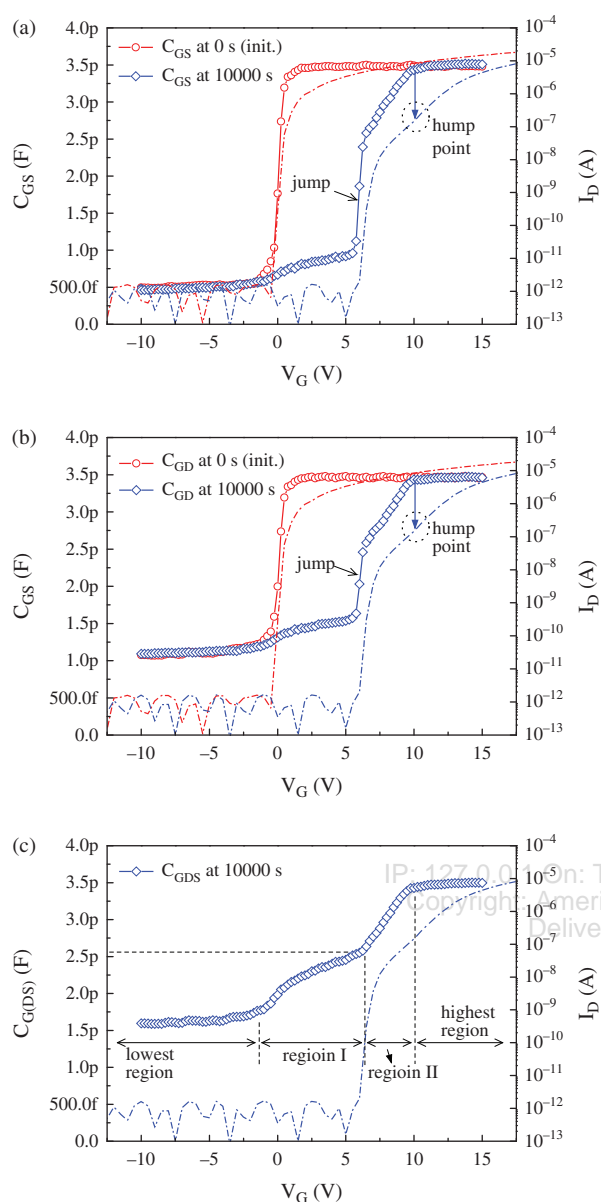 (a)
C_GS at 0 s (init.)
C_GS at 10000 s
jump
hump
point
C_GS (F)
4.0p
3.5p
3.0p
2.5p
2.0p
1.5p
1.0p
500.0f
0.0
I_D (A)
10^–4
10^–5
10^–6
10^–7
10^–8
10^–9
10^–10
10^–11
10^–12
10^–13
–10 –5 0 5 10 15
V_G (V)
(b)
C_GD at 0 s (init.)
C_GD at 10000 s
jump
hump
point
C_GS (F)
4.0p
3.5p
3.0p
2.5p
2.0p
1.5p
1.0p
500.0f
0.0
I_D (A)
10^–4
10^–5
10^–6
10^–7
10^–8
10^–9
10^–10
10^–11
10^–12
10^–13
–10 –5 0 5 10 15
V_G (V)
(c)
C_GDS at 10000 s
IP: 127.0.0.1 On: T
Copyright: Ameri
Delive
lowest
region
regioin I
regioin II
highest
region
C_G(DS) (F)
4.0p
3.5p
3.0p
2.5p
2.0p
1.5p
1.0p
500.0f
0.0
I_D (A)
10^–4
10^–5
10^–6
10^–7
10^–8
10^–9
10^–10
10^–11
10^–12
10^–13
–10 –5 0 5 10 15
V_G (V)